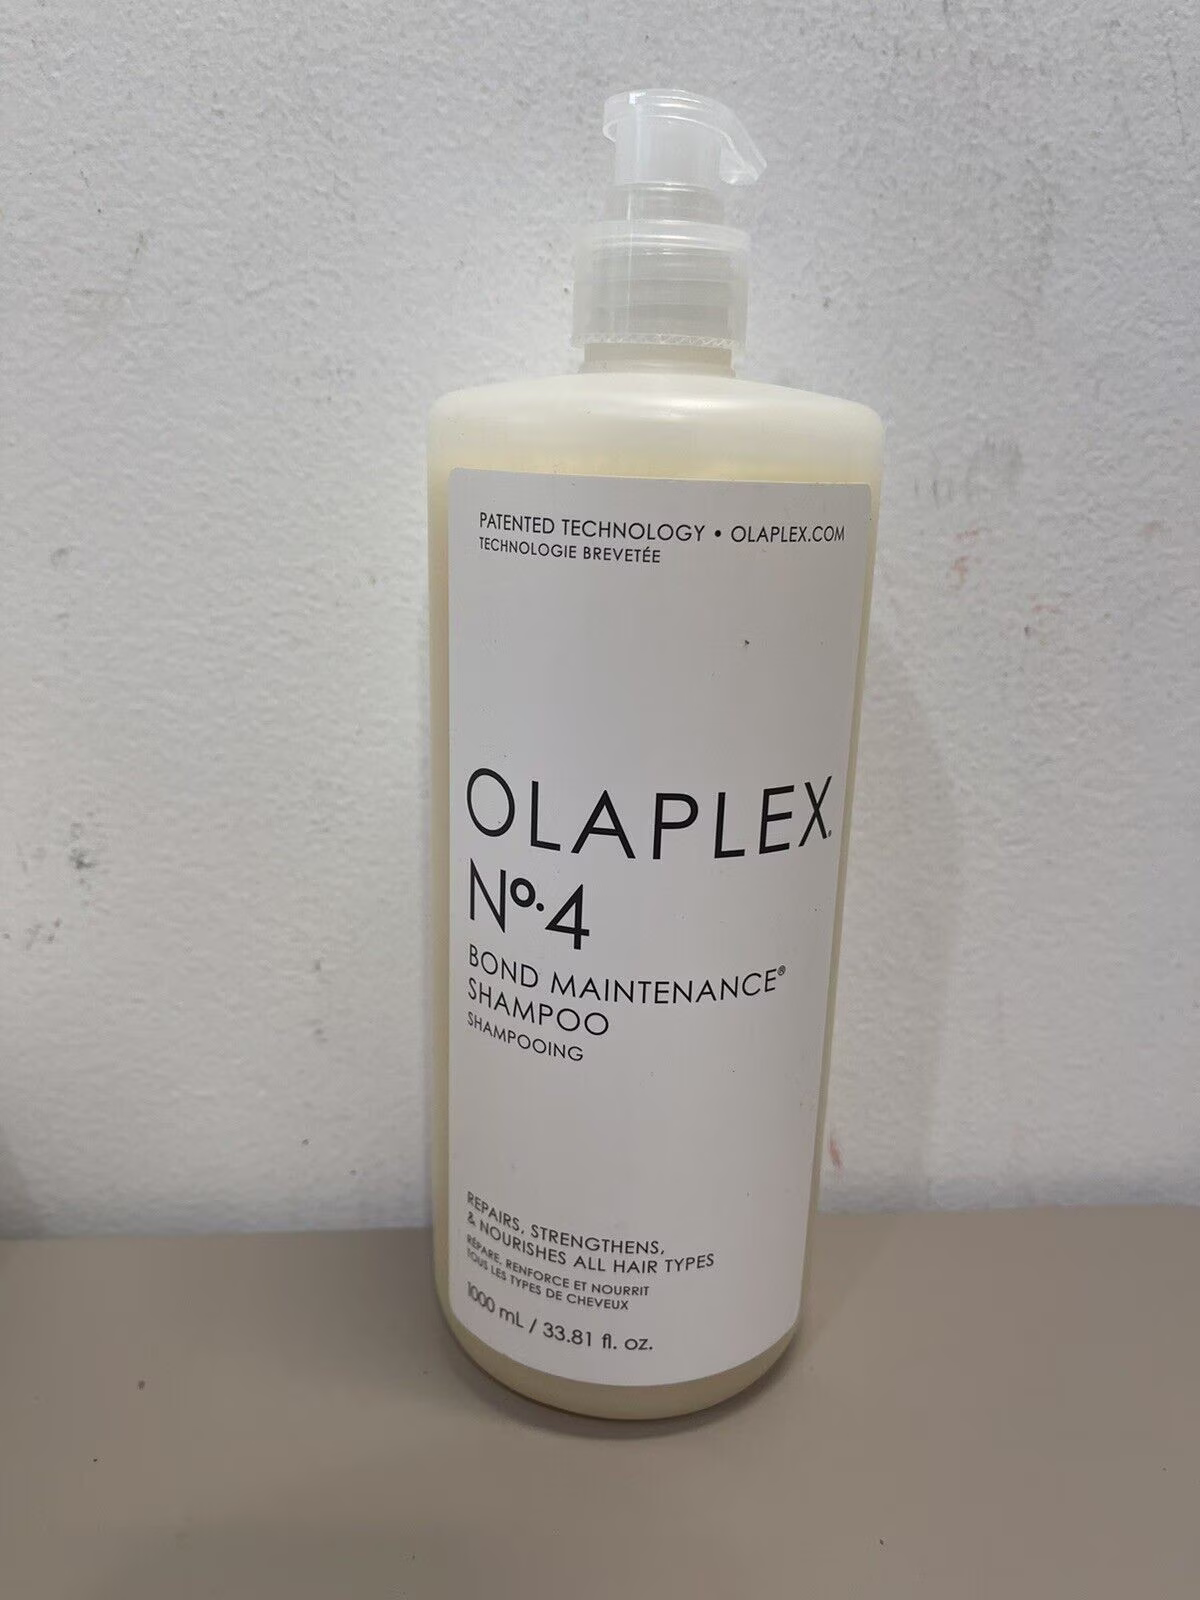 PATENTED TECHNOLOGY • OLAPLEX.COM
TECHNOLOGIE BREVETÉE
OLAPLEX.
Nº.4
BOND MAINTENANCE®
SHAMPOO
SHAMPOOING
REPAIRS, STRENGTHENS,
& NOURISHES ALL HAIR TYPES
RÉPARE, RENFORCE ET NOURRIT
TOUS LES TYPES DE CHEVEUX
1000 mL / 33.81 fl. oz.